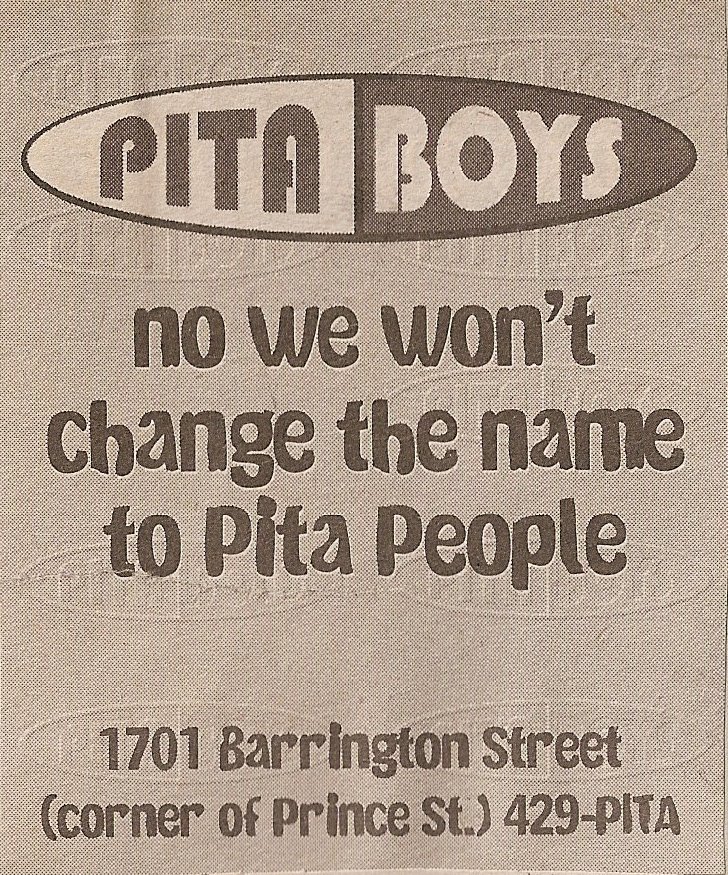 PITA BOYS
no we won't
change the name
to Pita People
1701 Barrington Street
(corner of Prince St.) 429-PITA